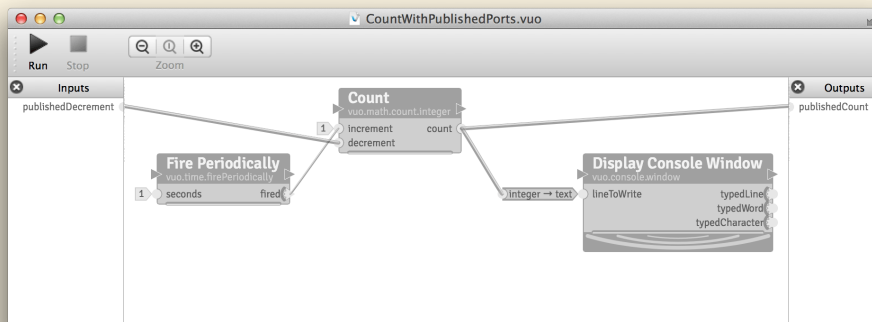 CountWithPublishedPorts.vuo
Run Stop Zoom
Inputs
publishedDecrement
Count
vuo.math.count.integer
1 increment count
decrement
Fire Periodically
vuo.time.firePeriodically
1 seconds fired
integer → text
Display Console Window
vuo.console.window
lineToWrite typedLine
typedWord
typedCharacter
Outputs
publishedCount